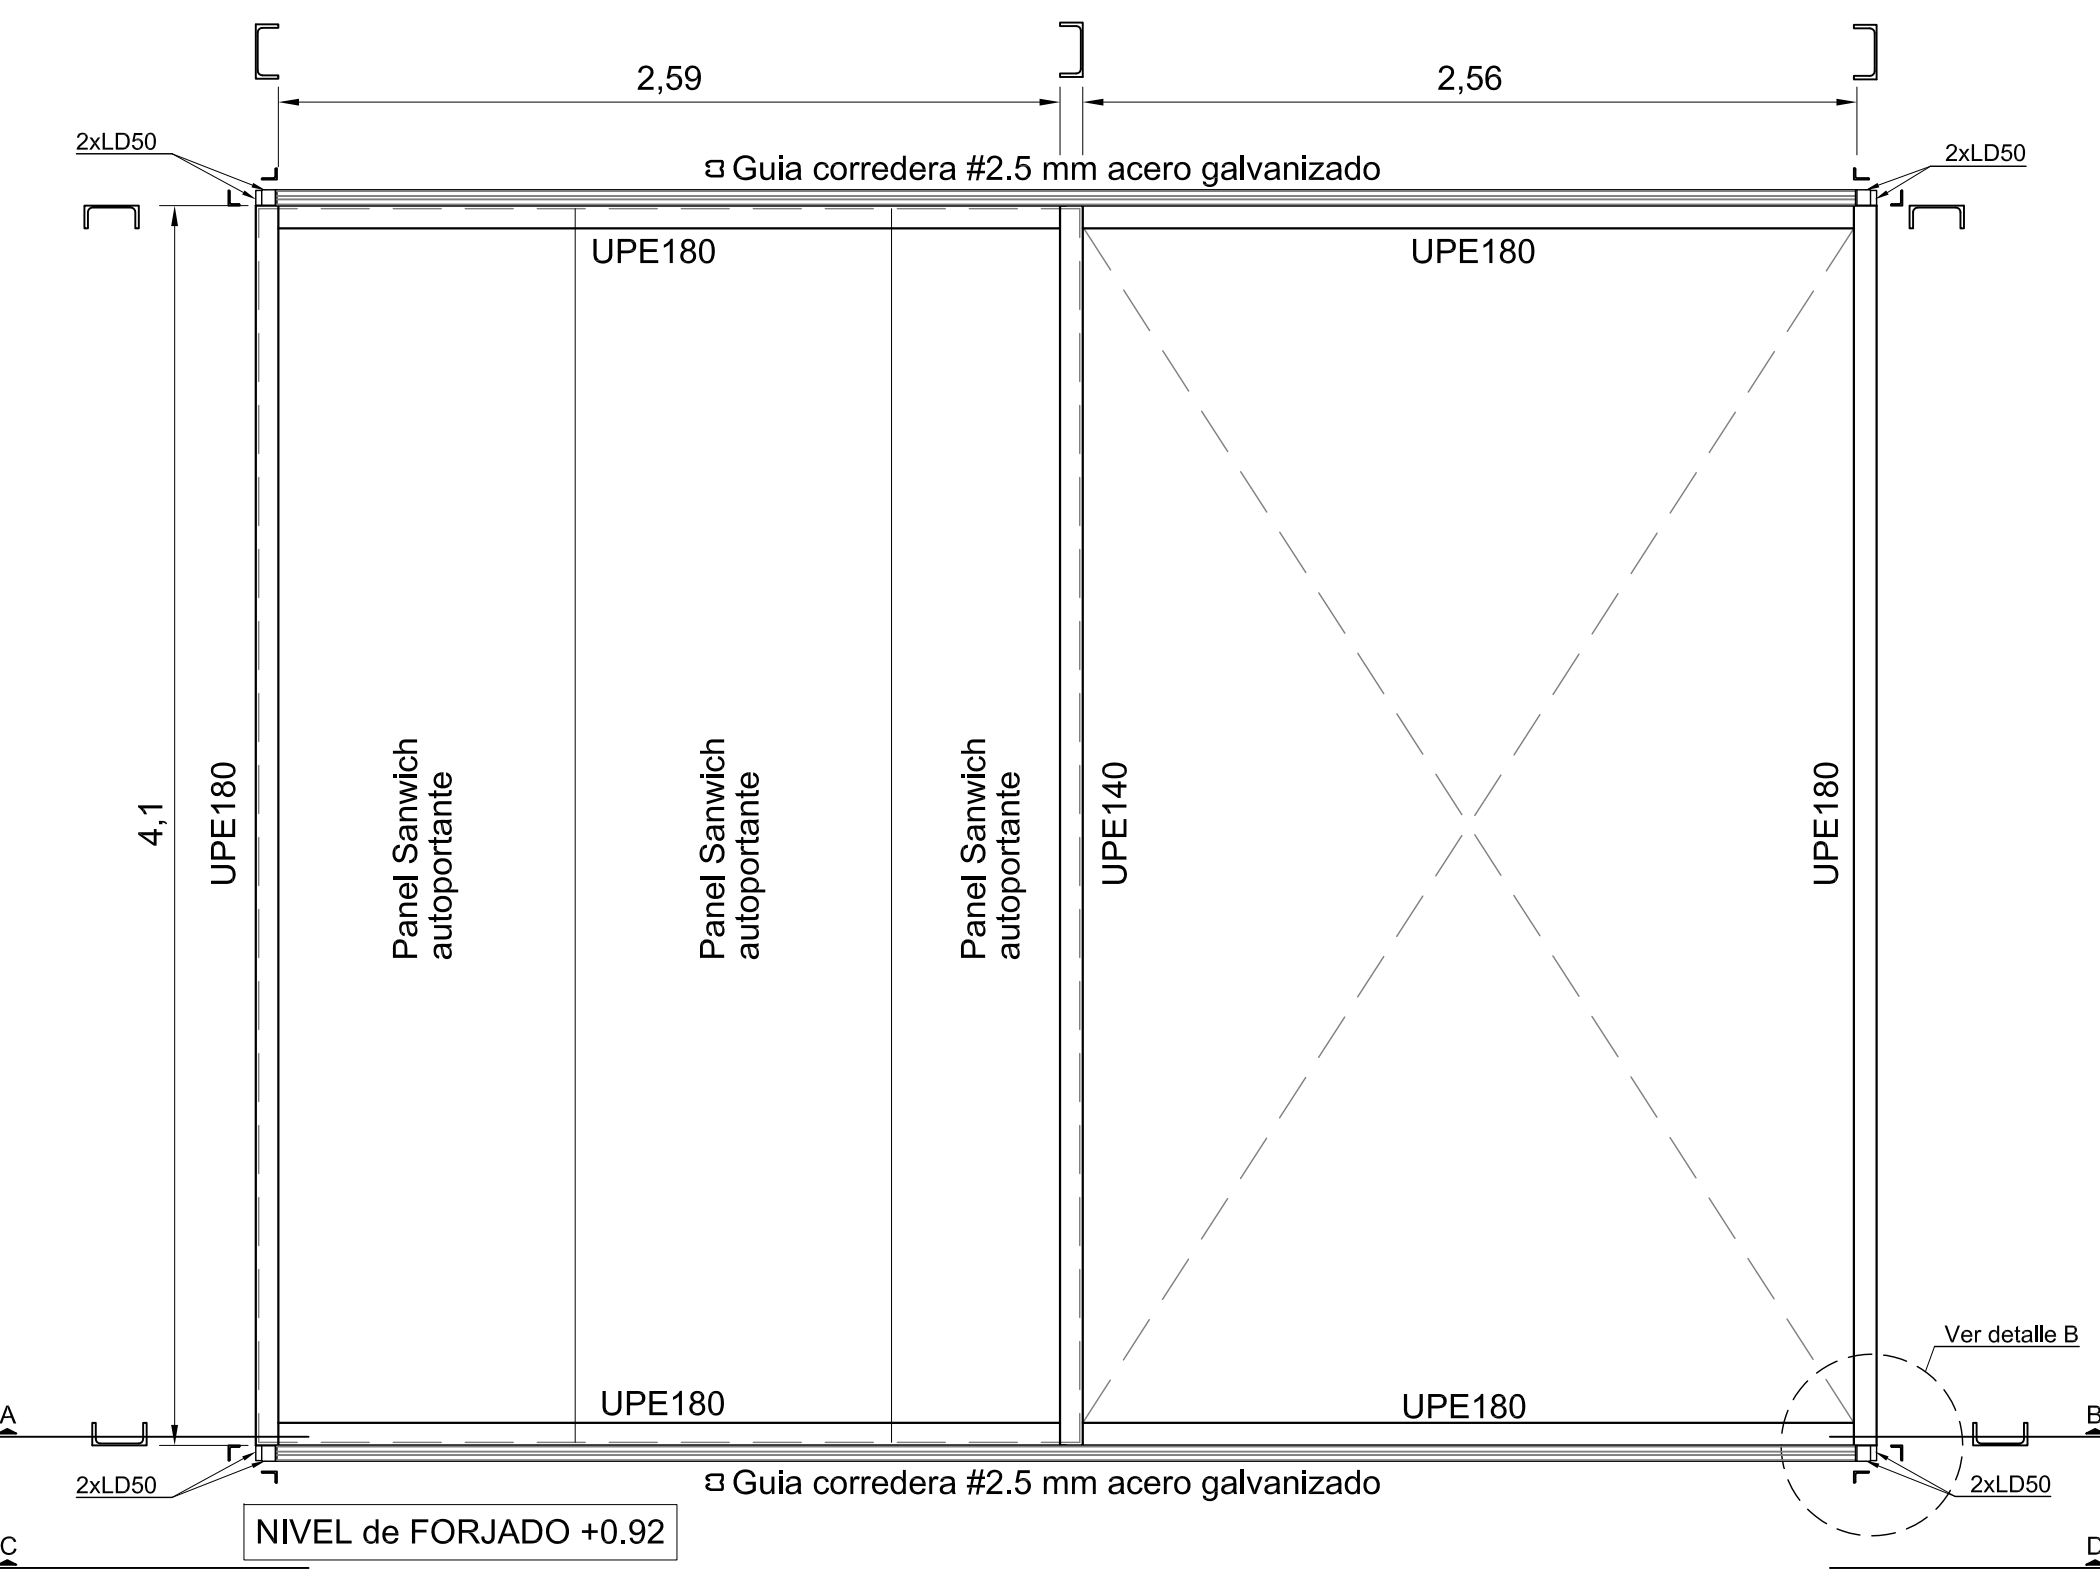 2,59
2,56
2xLD50
2xLD50
Guia corredera #2.5 mm acero galvanizado
UPE180
UPE180
4,1
UPE180
Panel Sanwich
autoportante
Panel Sanwich
autoportante
Panel Sanwich
autoportante
UPE140
UPE180
Ver detalle B
UPE180
UPE180
A
B
2xLD50
Guia corredera #2.5 mm acero galvanizado
2xLD50
NIVEL de FORJADO +0.92
C
D